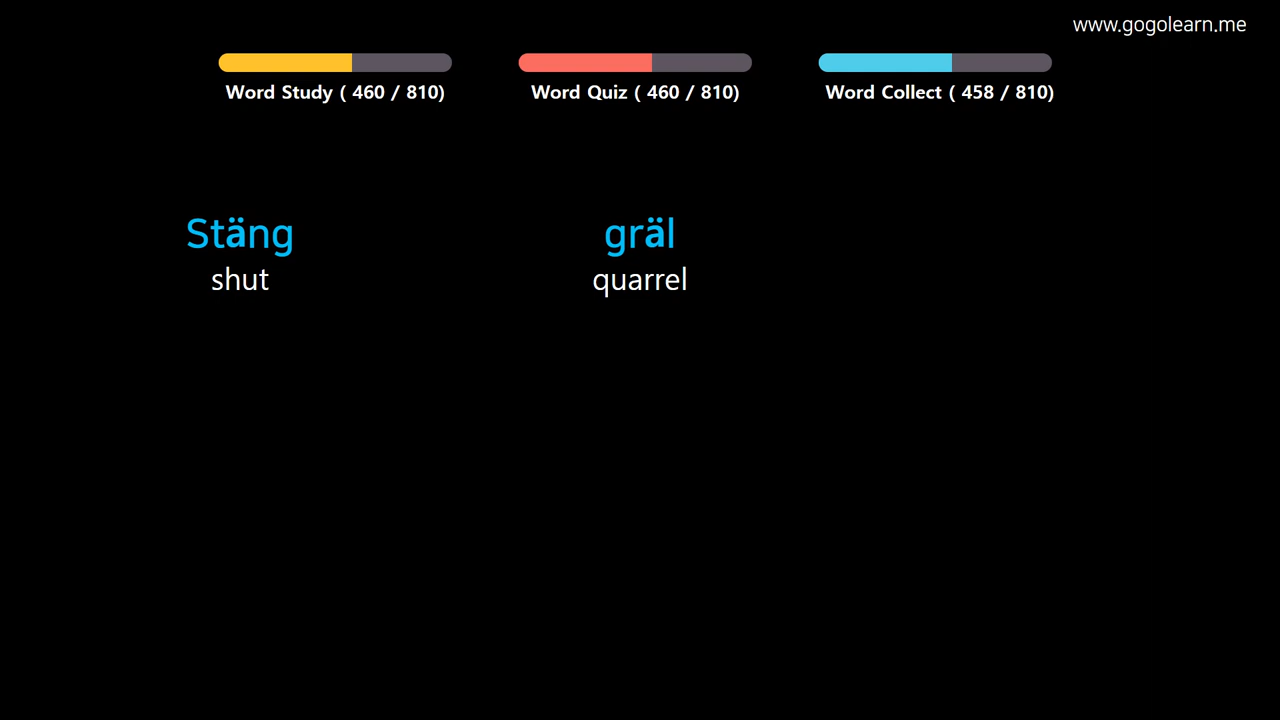 www.gogolearn.me
Word Study ( 460 / 810)
Word Quiz ( 460 / 810)
Word Collect ( 458 / 810)
Stäng
shut
gräl
quarrel